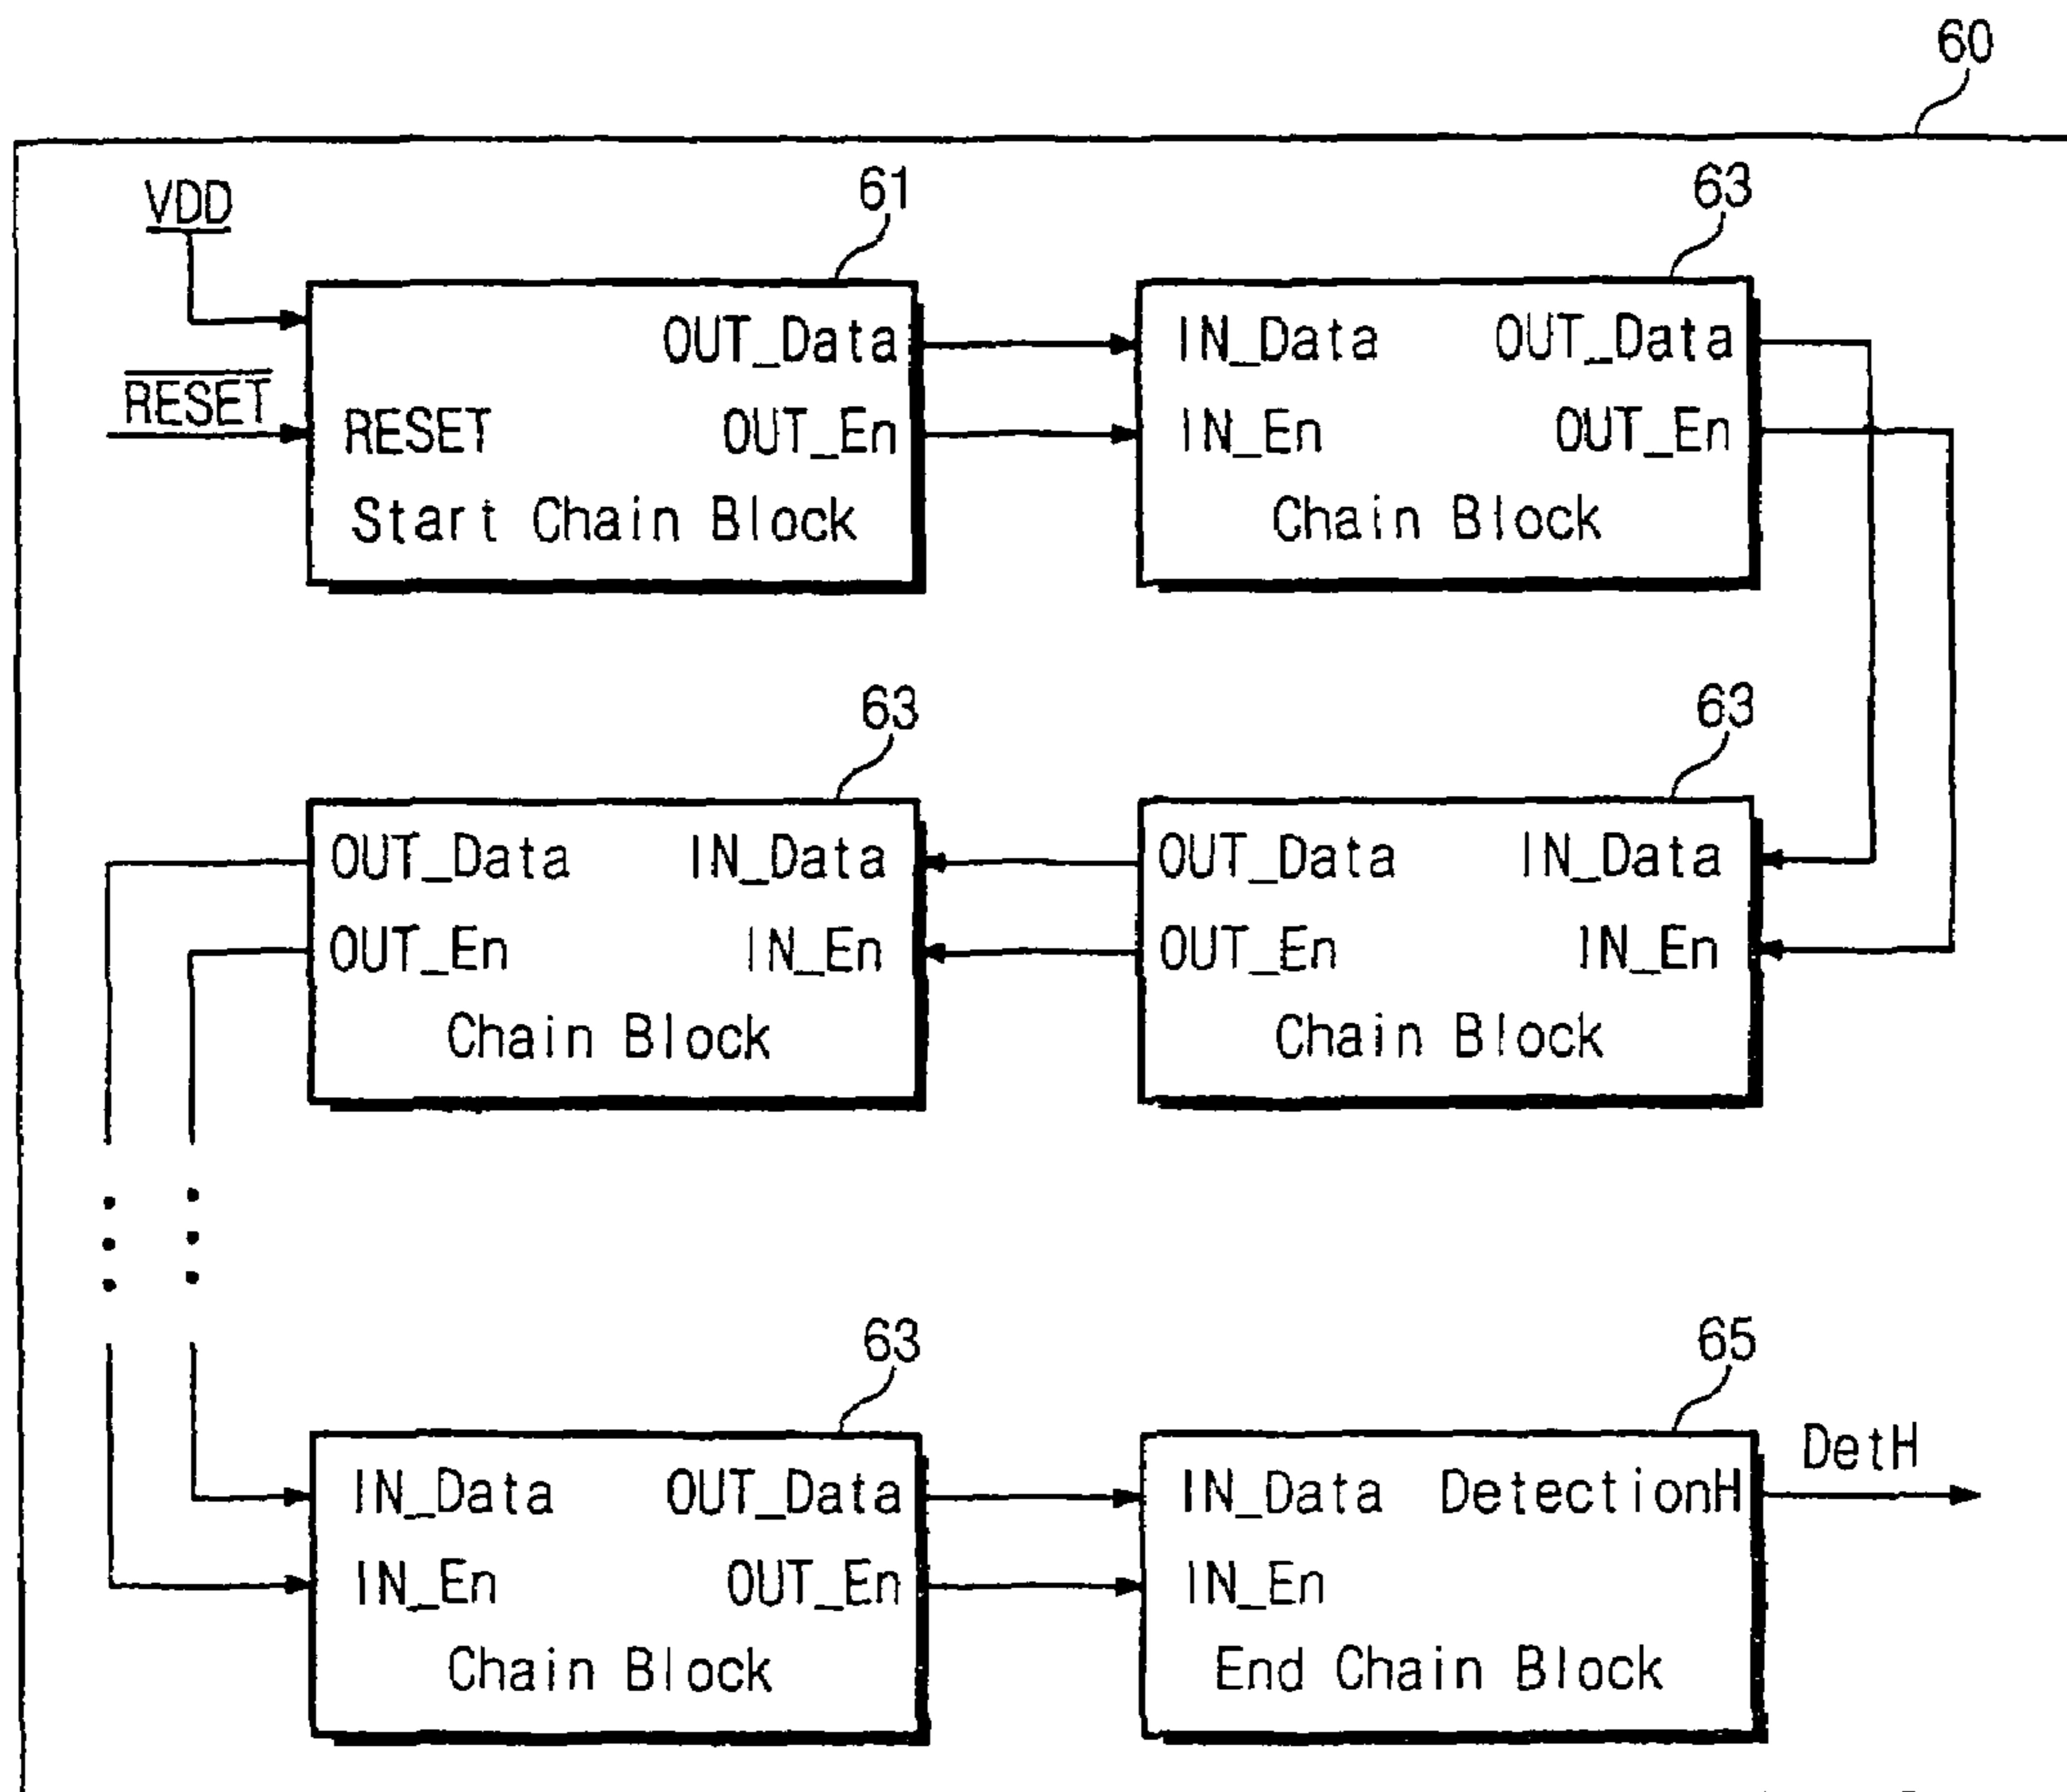 60
VDD
61
63
OUT_Data
IN_Data OUT_Data
RESET
RESET OUT_En
IN_En OUT_En
Start Chain Block
Chain Block
63
63
OUT_Data IN_Data
OUT_Data IN_Data
OUT_En IN_En
OUT_En IN_En
Chain Block
Chain Block
63
65
DetH
IN_Data OUT_Data
IN_Data DetectionH
IN_En OUT_En
IN_En
Chain Block
End Chain Block